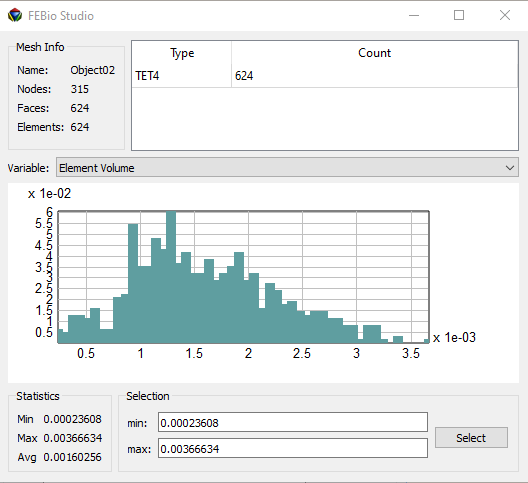 FEBio Studio
Mesh Info
Name: Object02
Nodes: 315
Faces: 624
Elements: 624
Type Count
TET4 624
Variable: Element Volume
x 1e-02
6
5.5
5
4.5
4
3.5
3
2.5
2
1.5
1
0.5
0.5 1 1.5 2 2.5 3 3.5 x 1e-03
Statistics
Min 0.00023608
Max 0.00366634
Avg 0.00160256
Selection
min: 0.00023608
max: 0.00366634
Select